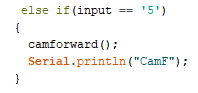 else if(input == '5')
{
camforward();
Serial.println("CamF");
}